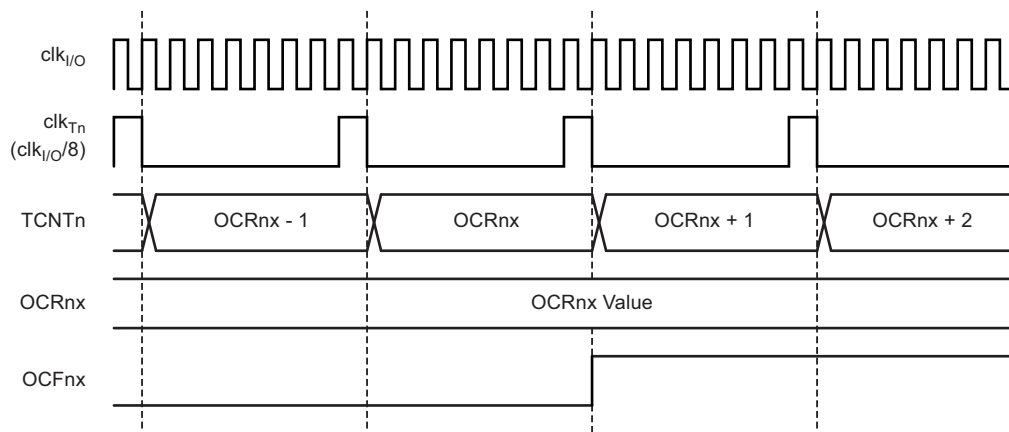 clkI/O
clkTn
(clkI/O/8)
TCNTn OCRnx - 1 OCRnx OCRnx + 1 OCRnx + 2
OCRnx OCRnx Value
OCFnx